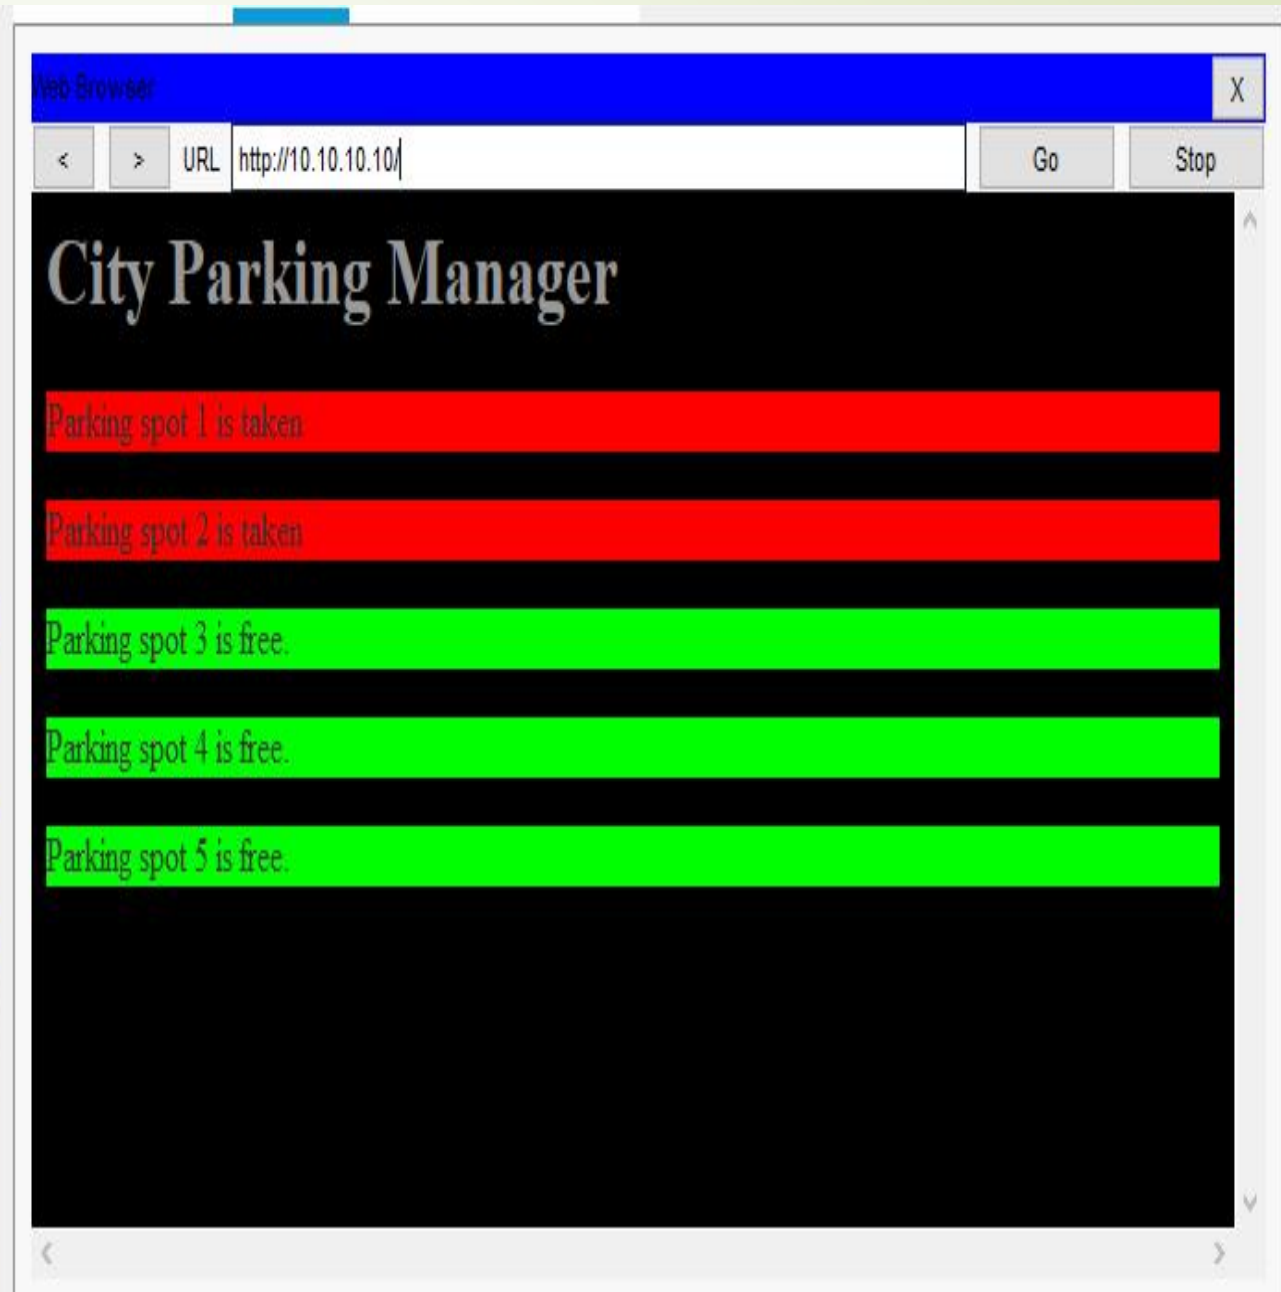 Web Browser
X
< > URL http://10.10.10.10/ Go Stop
City Parking Manager
Parking spot 1 is taken
Parking spot 2 is taken
Parking spot 3 is free.
Parking spot 4 is free.
Parking spot 5 is free.